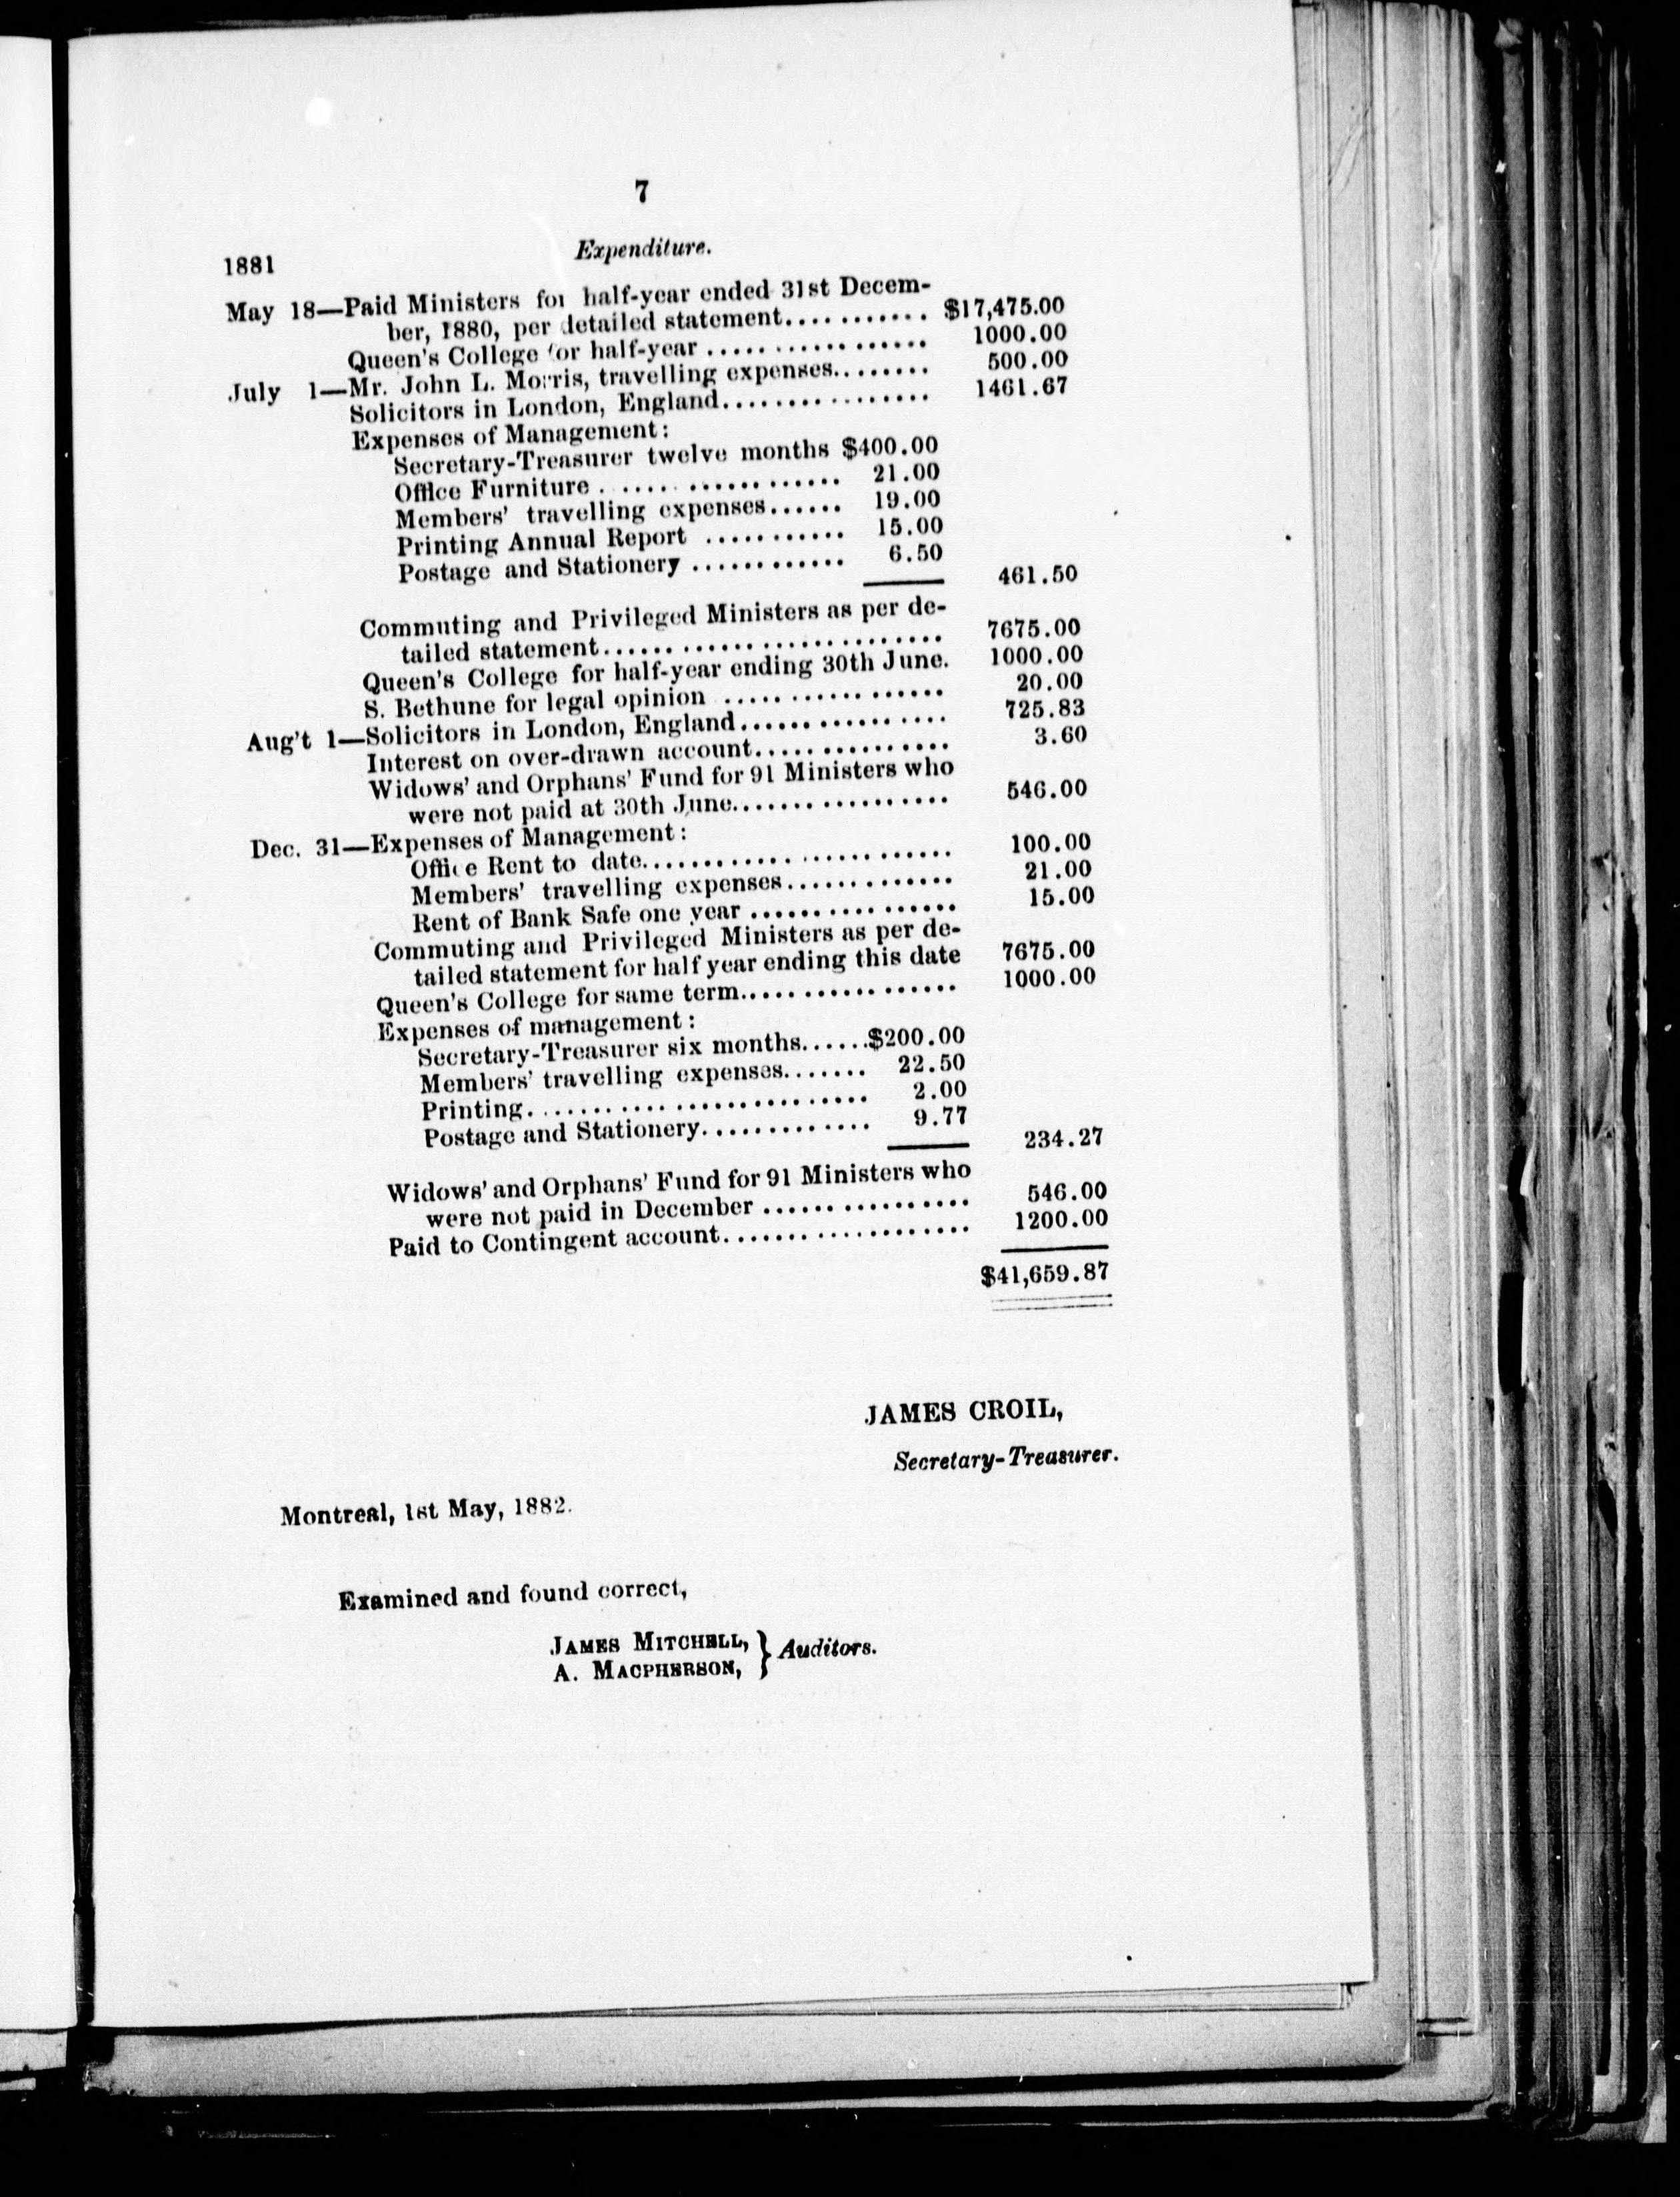 7
Expenditure.
1881
May 18—Paid Ministers for half-year ended 31st Decem-
ber, 1880, per detailed statement........... $17,475.00
Queen's College for half-year .................. 1000.00
July 1—Mr. John L. Morris, travelling expenses........ 500.00
Solicitors in London, England................ 1461.67
Expenses of Management:
Secretary-Treasurer twelve months $400.00
Office Furniture .................. 21.00
Members' travelling expenses...... 19.00
Printing Annual Report ........... 15.00
Postage and Stationery ............ 6.50
461.50
Commuting and Privileged Ministers as per de-
tailed statement........................ 7675.00
Queen's College for half-year ending 30th June. 1000.00
S. Bethune for legal opinion .................. 20.00
Aug't 1—Solicitors in London, England................ 725.83
Interest on over-drawn account............... 3.60
Widows' and Orphans' Fund for 91 Ministers who
were not paid at 30th June................. 546.00
Dec. 31—Expenses of Management:
Office Rent to date........................ 100.00
Members' travelling expenses............. 21.00
Rent of Bank Safe one year ................ 15.00
Commuting and Privileged Ministers as per de-
tailed statement for half year ending this date 7675.00
Queen's College for same term................. 1000.00
Expenses of management:
Secretary-Treasurer six months......$200.00
Members' travelling expenses....... 22.50
Printing........................... 2.00
Postage and Stationery............. 9.77
234.27
Widows' and Orphans' Fund for 91 Ministers who
were not paid in December ................ 546.00
Paid to Contingent account................... 1200.00
$41,659.87
JAMES CROIL,
Secretary-Treasurer.
Montreal, 1st May, 1882.
Examined and found correct,
JAMES MITCHELL, } Auditors.
A. MACPHERSON,